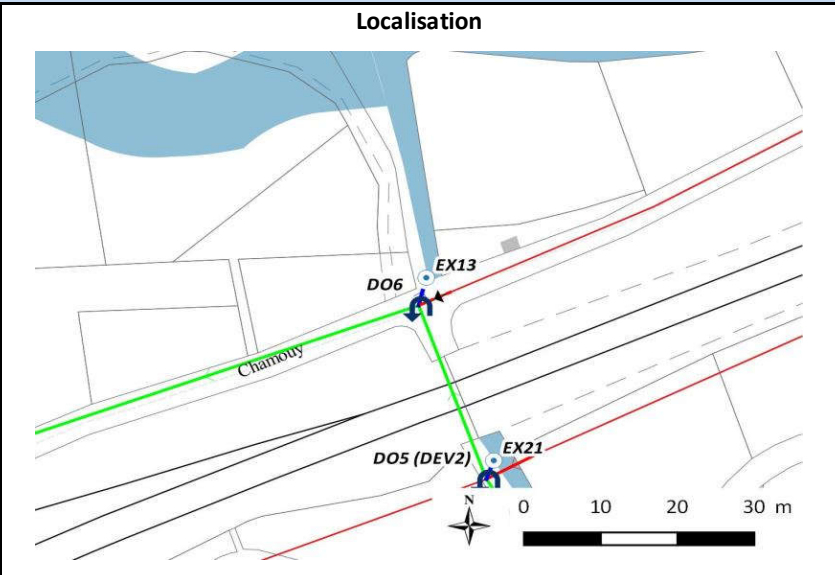 Localisation
EX13
DO6
Chamouy
EX21
DO5 (DEV2)
N
0 10 20 30 m